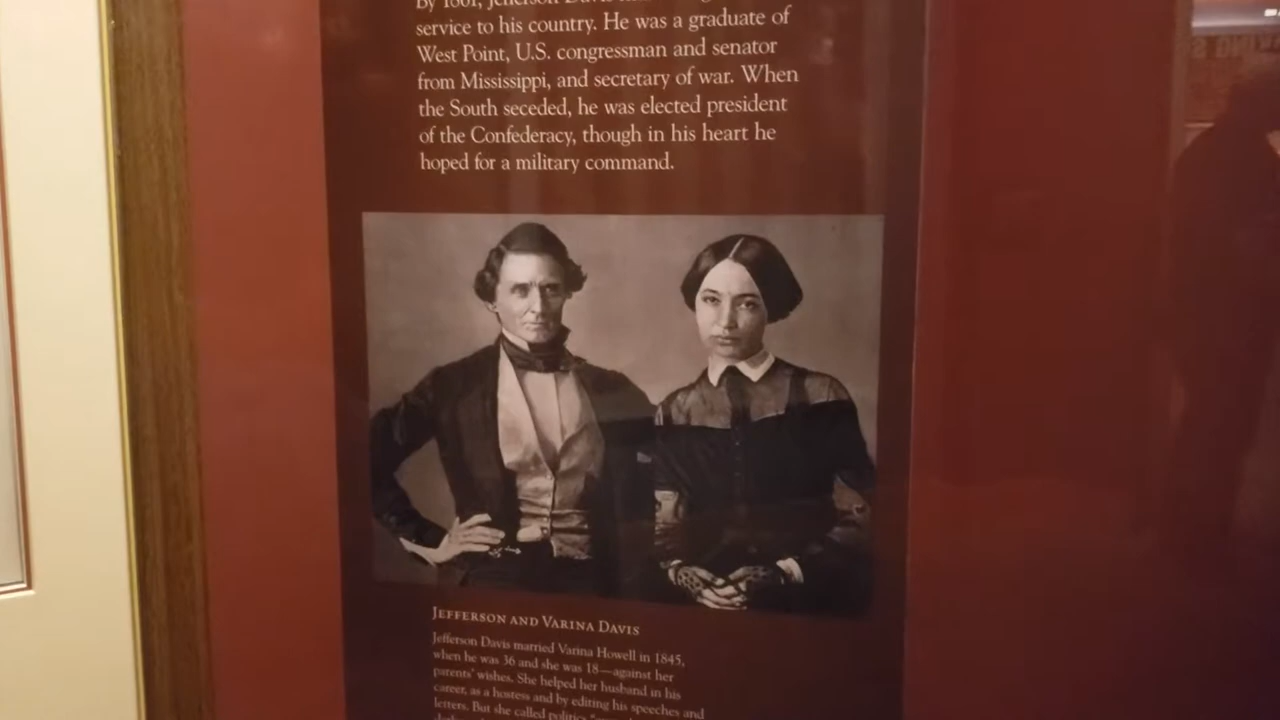 By 1861, Jefferson Davis
service to his country. He was a graduate of
West Point, U.S. congressman and senator
from Mississippi, and secretary of war. When
the South seceded, he was elected president
of the Confederacy, though in his heart he
hoped for a military command.
JEFFERSON AND VARINA DAVIS
Jefferson Davis married Varina Howell in 1845,
when he was 36 and she was 18—against her
parents' wishes. She helped her husband in his
career, as a hostess and by editing his speeches and
letters. But she called politics